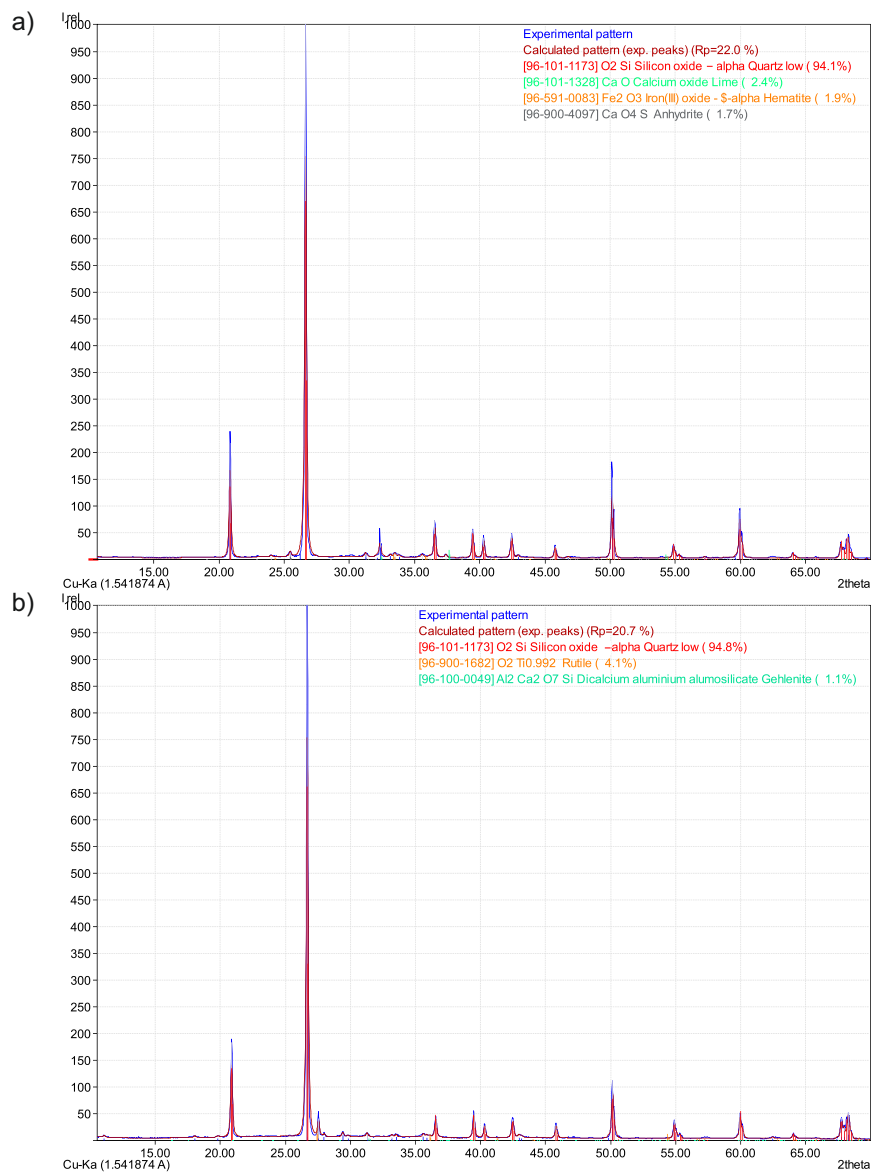 a)
I rel.
Experimental pattern
Calculated pattern (exp. peaks) (Rp=22.0 %)
[96-101-1173] O2 Si Silicon oxide – alpha Quartz low ( 94.1%)
[96-101-1328] Ca O Calcium oxide Lime ( 2.4%)
[96-591-0083] Fe2 O3 Iron(III) oxide - $-alpha Hematite ( 1.9%)
[96-900-4097] Ca O4 S Anhydrite ( 1.7%)
1000
950
900
850
800
750
700
650
600
550
500
450
400
350
300
250
200
150
100
50
15.00 20.00 25.00 30.00 35.00 40.00 45.00 50.00 55.00 60.00 65.00
Cu-Ka (1.541874 A) 2theta
b)
I rel.
Experimental pattern
Calculated pattern (exp. peaks) (Rp=20.7 %)
[96-101-1173] O2 Si Silicon oxide –alpha Quartz low ( 94.8%)
[96-900-1682] O2 Ti0.992 Rutile ( 4.1%)
[96-100-0049] Al2 Ca2 O7 Si Dicalcium aluminium alumosilicate Gehlenite ( 1.1%)
1000
950
900
850
800
750
700
650
600
550
500
450
400
350
300
250
200
150
100
50
15.00 20.00 25.00 30.00 35.00 40.00 45.00 50.00 55.00 60.00 65.00
Cu-Ka (1.541874 A) 2theta